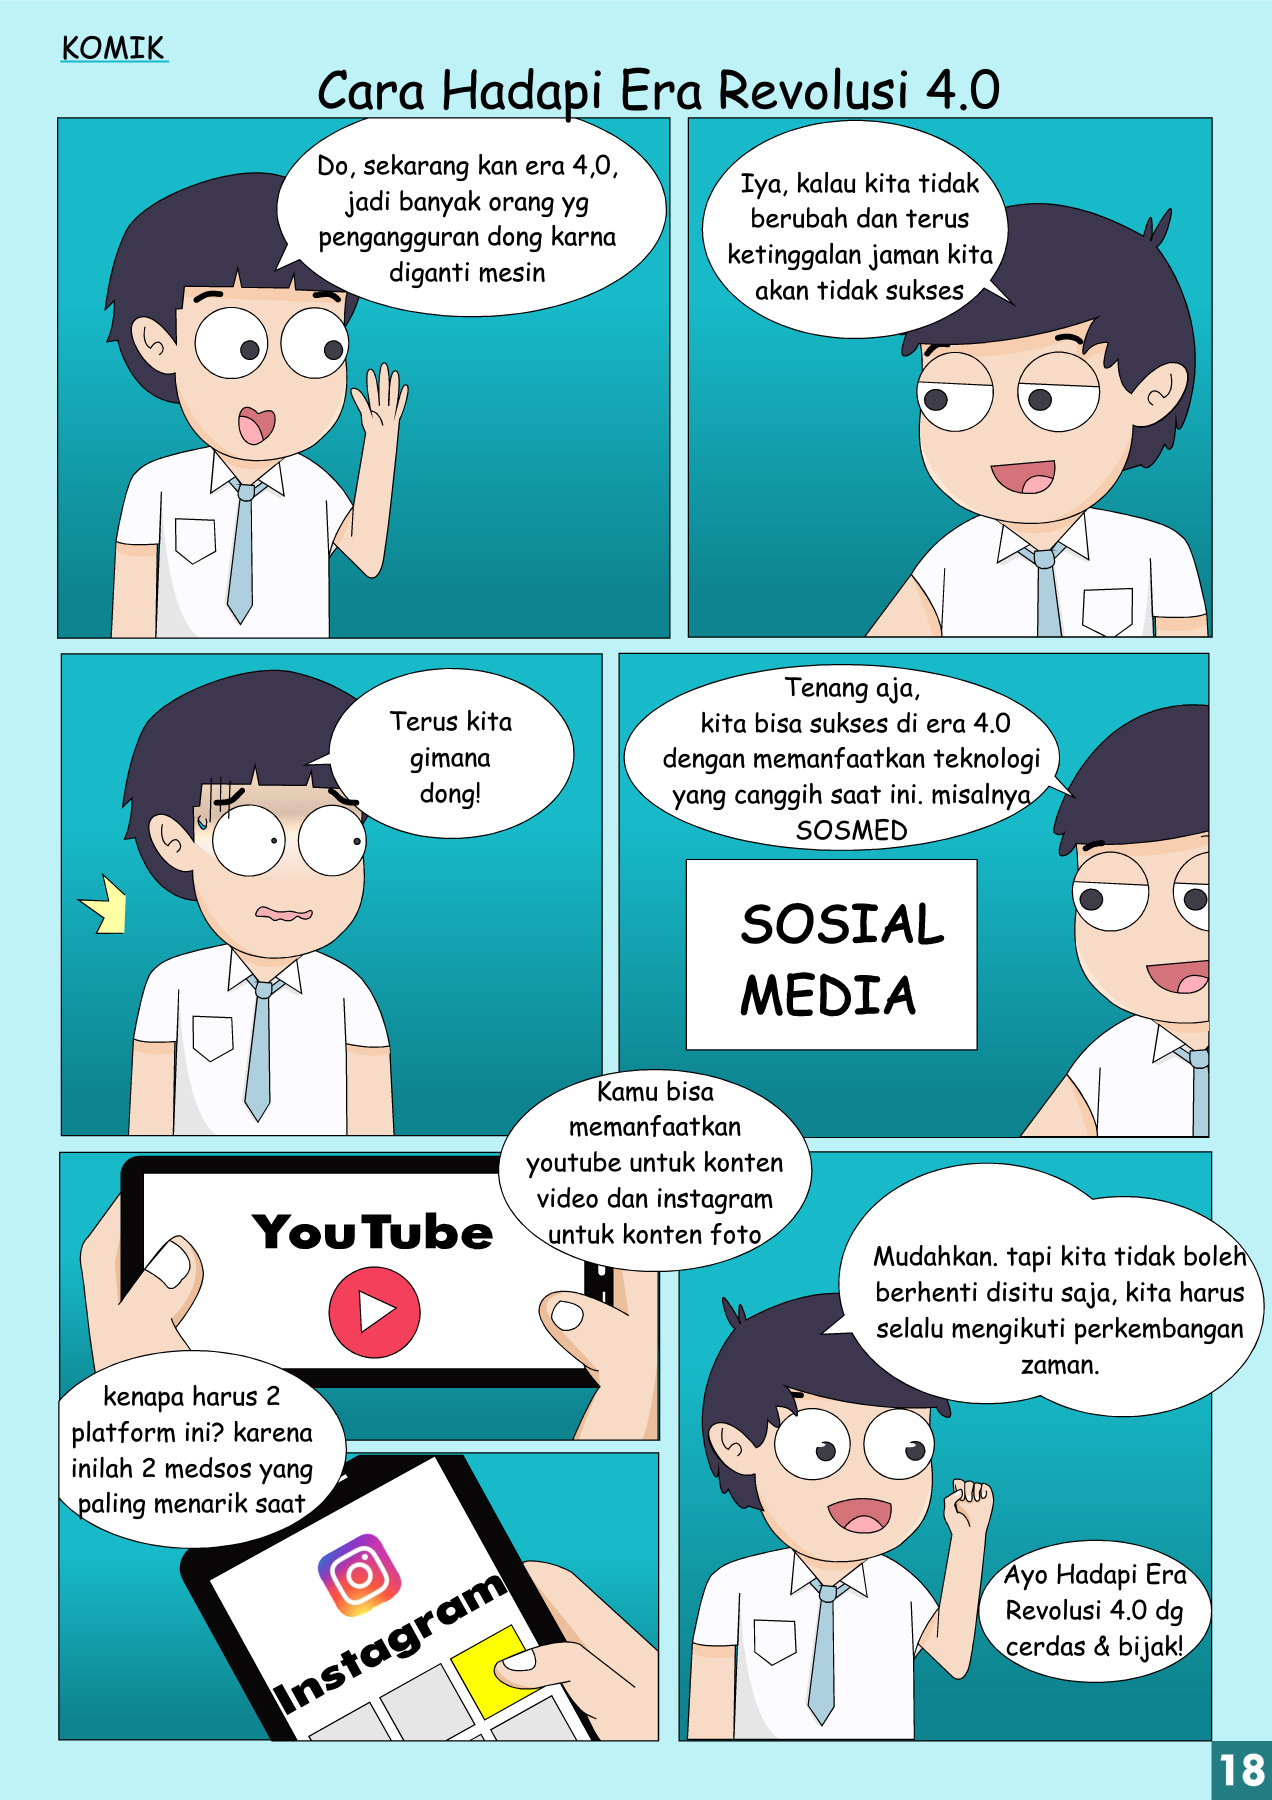 KOMIK
Cara Hadapi Era Revolusi 4.0
Do, sekarang kan era 4,0,
jadi banyak orang yg
pengangguran dong karna
diganti mesin
Iya, kalau kita tidak
berubah dan terus
ketinggalan jaman kita
akan tidak sukses
Terus kita
gimana
dong!
Tenang aja,
kita bisa sukses di era 4.0
dengan memanfaatkan teknologi
yang canggih saat ini. misalnya
SOSMED
SOSIAL
MEDIA
Kamu bisa
memanfaatkan
youtube untuk konten
video dan instagram
untuk konten foto
YouTube
kenapa harus 2
platform ini? karena
inilah 2 medsos yang
paling menarik saat
Instagram
Mudahkan. tapi kita tidak boleh
berhenti disitu saja, kita harus
selalu mengikuti perkembangan
zaman.
Ayo Hadapi Era
Revolusi 4.0 dg
cerdas & bijak!
18